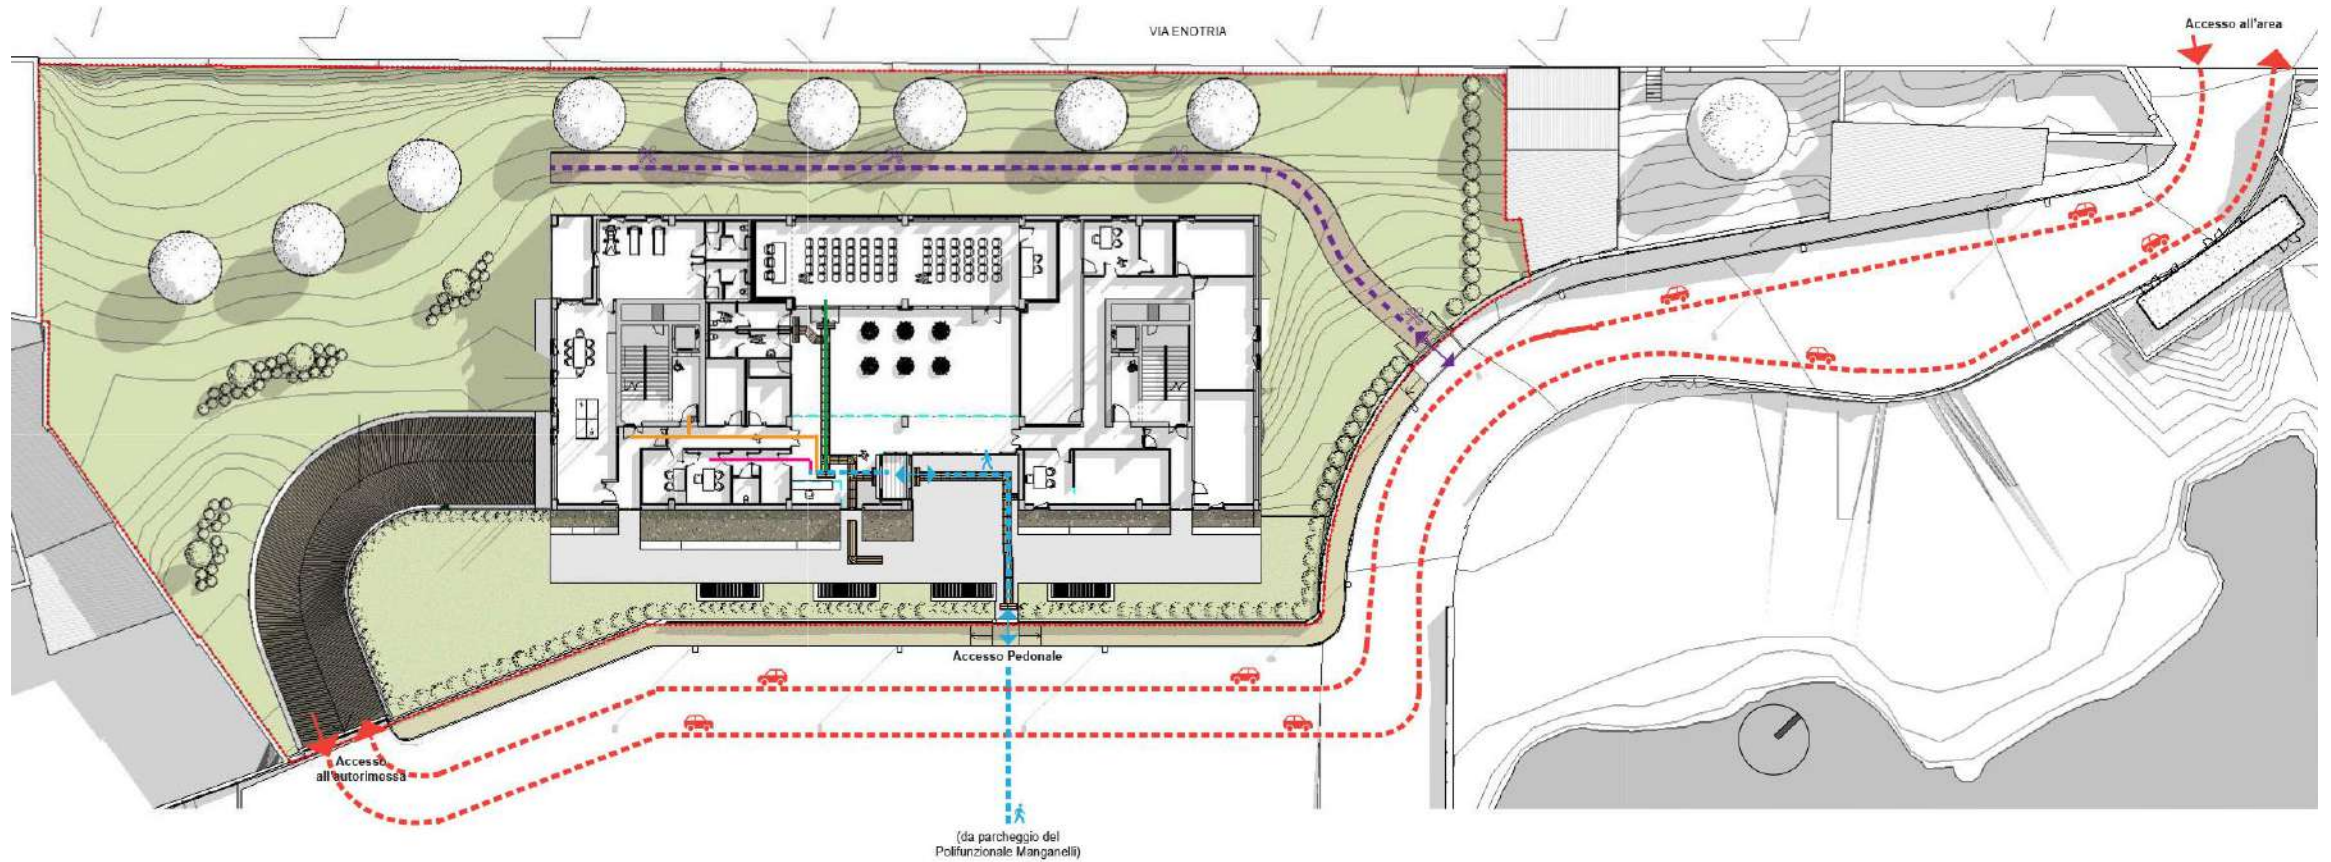 VIA ENOTRIA
Accesso all'area
Accesso Pedonale
Accesso
all'autorimessa
(da parcheggio del
Polifunzionale Manganelli)